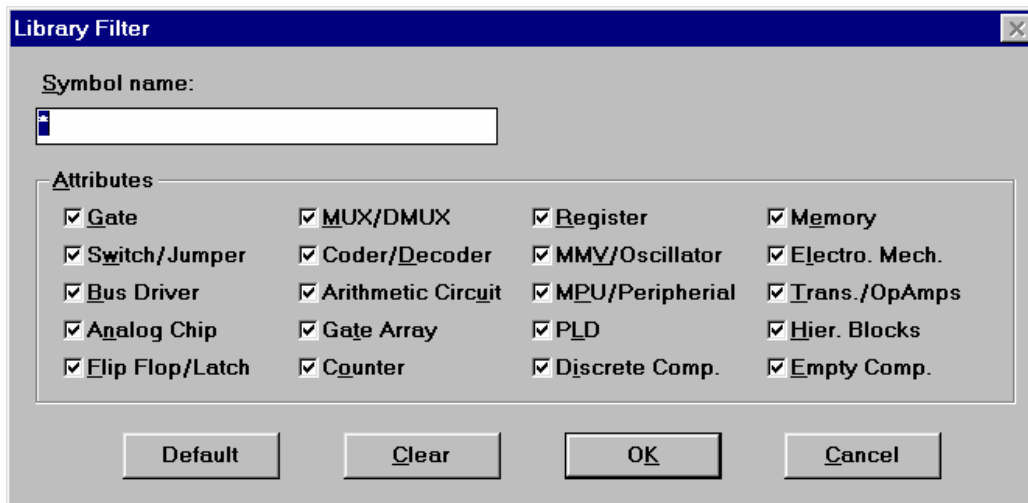 Library Filter
Symbol name:
*
Attributes
Gate MUX/DMUX Register Memory
Switch/Jumper Coder/Decoder MMV/Oscillator Electro. Mech.
Bus Driver Arithmetic Circuit MPU/Peripherial Trans./OpAmps
Analog Chip Gate Array PLD Hier. Blocks
Flip Flop/Latch Counter Discrete Comp. Empty Comp.
Default Clear OK Cancel